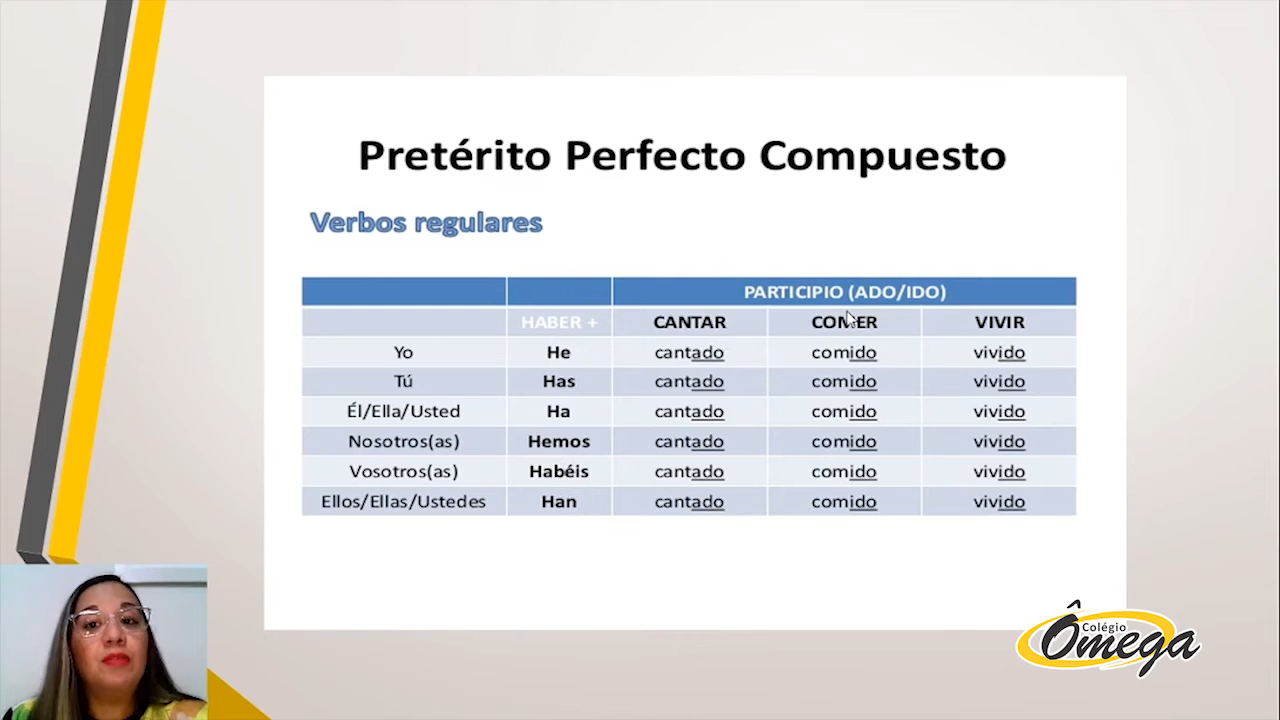 Pretérito Perfecto Compuesto
Verbos regulares
PARTICIPIO (ADO/IDO)
HABER + CANTAR COMER VIVIR
Yo He cantado comido vivido
Tú Has cantado comido vivido
Él/Ella/Usted Ha cantado comido vivido
Nosotros(as) Hemos cantado comido vivido
Vosotros(as) Habéis cantado comido vivido
Ellos/Ellas/Ustedes Han cantado comido vivido
Colégio
Ômega